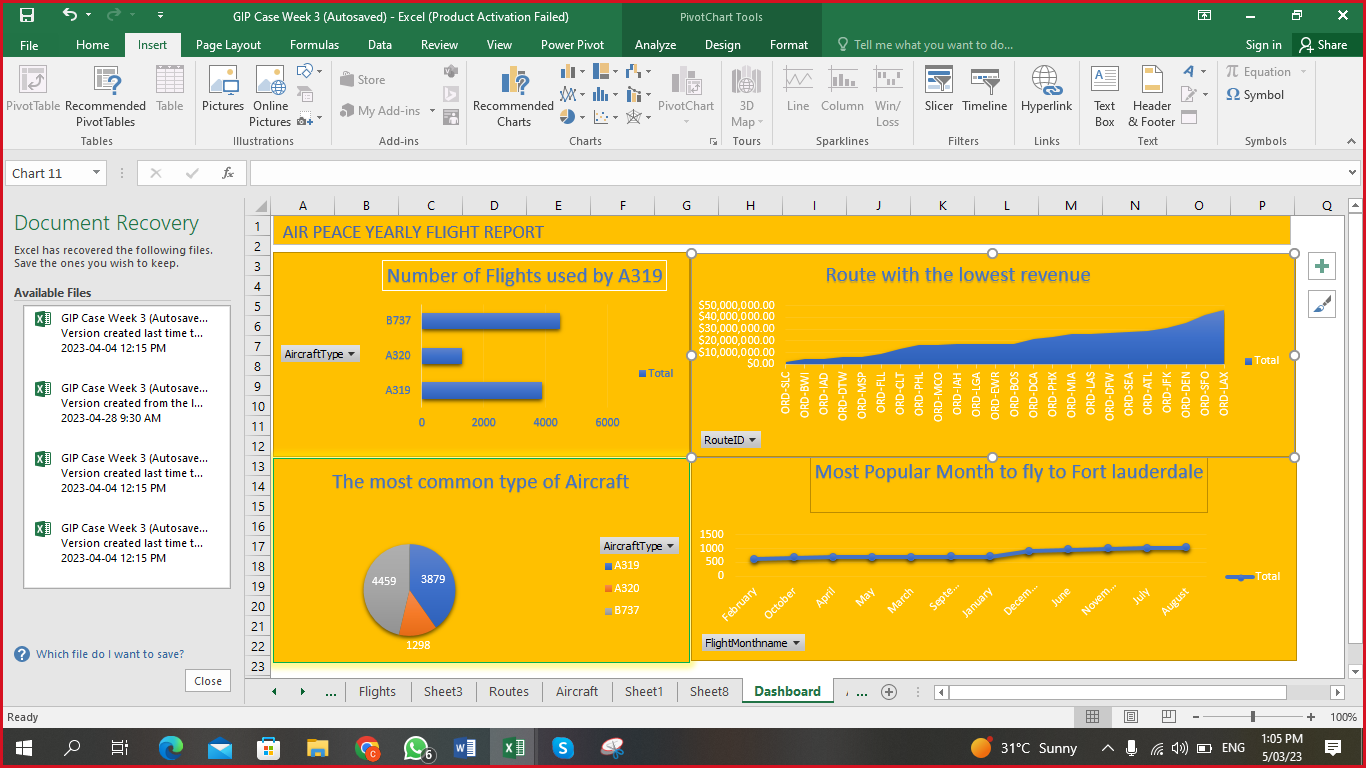 GIP Case Week 3 (Autosaved) - Excel (Product Activation Failed)
PivotChart Tools
File Home Insert Page Layout Formulas Data Review View Power Pivot Analyze Design Format Tell me what you want to do... Sign in Share
PivotTable Recommended PivotTables Table
Tables
Pictures Online Pictures
Illustrations
Store
My Add-ins
Add-ins
Recommended Charts
PivotChart
Charts
3D Map
Tours
Line Column Win/ Loss
Sparklines
Slicer Timeline
Filters
Hyperlink
Links
Text Box Header & Footer
Text
Equation
Symbol
Symbols
Chart 11
fx
Document Recovery
Excel has recovered the following files.
Save the ones you wish to keep.
Available Files
GIP Case Week 3 (Autosave...
Version created last time t...
2023-04-04 12:15 PM
GIP Case Week 3 (Autosave...
Version created from the l...
2023-04-28 9:30 AM
GIP Case Week 3 (Autosave...
Version created last time t...
2023-04-04 12:15 PM
GIP Case Week 3 (Autosave...
Version created last time t...
2023-04-04 12:15 PM
Which file do I want to save?
Close
A B C D E F G H I J K L M N O P Q
1
2
3
4
5
6
7
8
9
10
11
12
13
14
15
16
17
18
19
20
21
22
23
AIR PEACE YEARLY FLIGHT REPORT
Number of Flights used by A319
B737
A320
A319
AircraftType
Total
0 2000 4000 6000
Route with the lowest revenue
$50,000,000.00
$40,000,000.00
$30,000,000.00
$20,000,000.00
$10,000,000.00
$0.00
Total
ORD-SLC
ORD-BWI
ORD-IAD
ORD-DTW
ORD-MSP
ORD-FLL
ORD-CLT
ORD-PHL
ORD-MCO
ORD-IAH
ORD-LGA
ORD-EWR
ORD-BOS
ORD-DCA
ORD-PHX
ORD-MIA
ORD-LAS
ORD-DFW
ORD-SEA
ORD-ATL
ORD-JFK
ORD-DEN
ORD-SFO
ORD-LAX
RouteID
The most common type of Aircraft
4459
3879
1298
AircraftType
A319
A320
B737
Most Popular Month to fly to Fort lauderdale
1500
1000
500
0
Total
February
October
April
May
March
Septe...
January
Decem...
June
Novem...
July
August
FlightMonthname
... Flights Sheet3 Routes Aircraft Sheet1 Sheet8 Dashboard ...
Ready
100%
6
31°C Sunny
ENG
1:05 PM
5/03/23